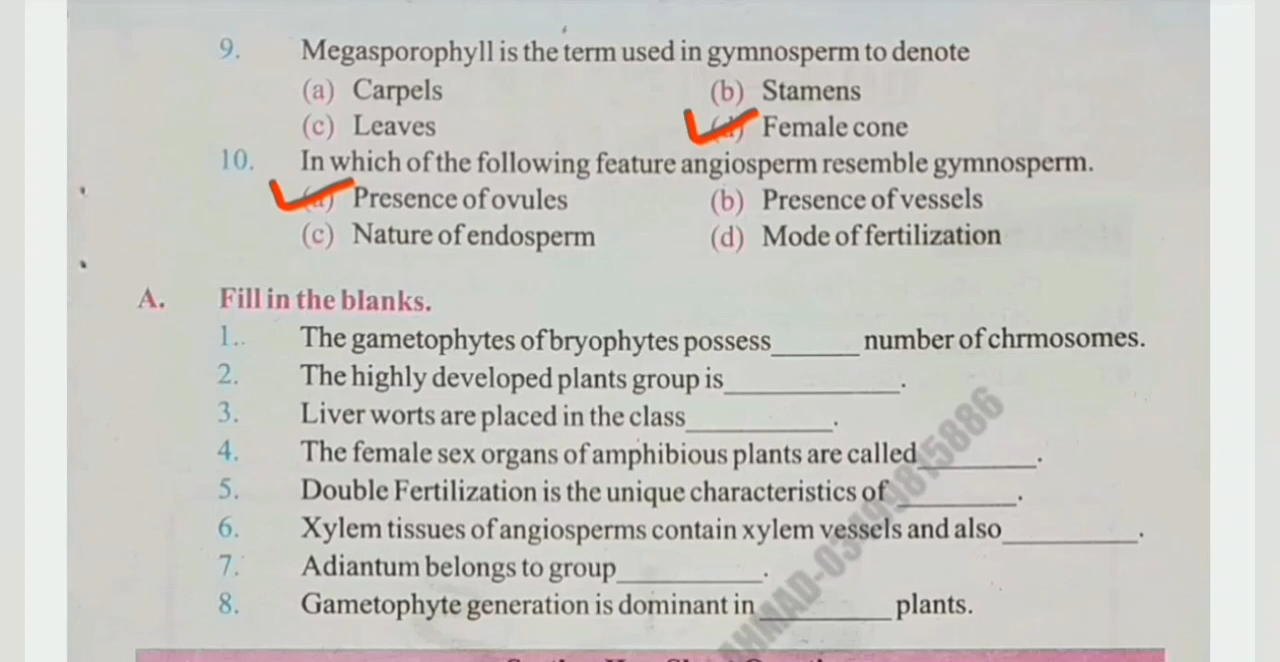 9. Megasporophyll is the term used in gymnosperm to denote
(a) Carpels (b) Stamens
(c) Leaves (d) Female cone
10. In which of the following feature angiosperm resemble gymnosperm.
(a) Presence of ovules (b) Presence of vessels
(c) Nature of endosperm (d) Mode of fertilization
A. Fill in the blanks.
1.. The gametophytes of bryophytes possess______ number of chrmosomes.
2. The highly developed plants group is____________.
3. Liver worts are placed in the class__________.
4. The female sex organs of amphibious plants are called________.
5. Double Fertilization is the unique characteristics of ________.
6. Xylem tissues of angiosperms contain xylem vessels and also_________.
7. Adiantum belongs to group__________.
8. Gametophyte generation is dominant in_________ plants.